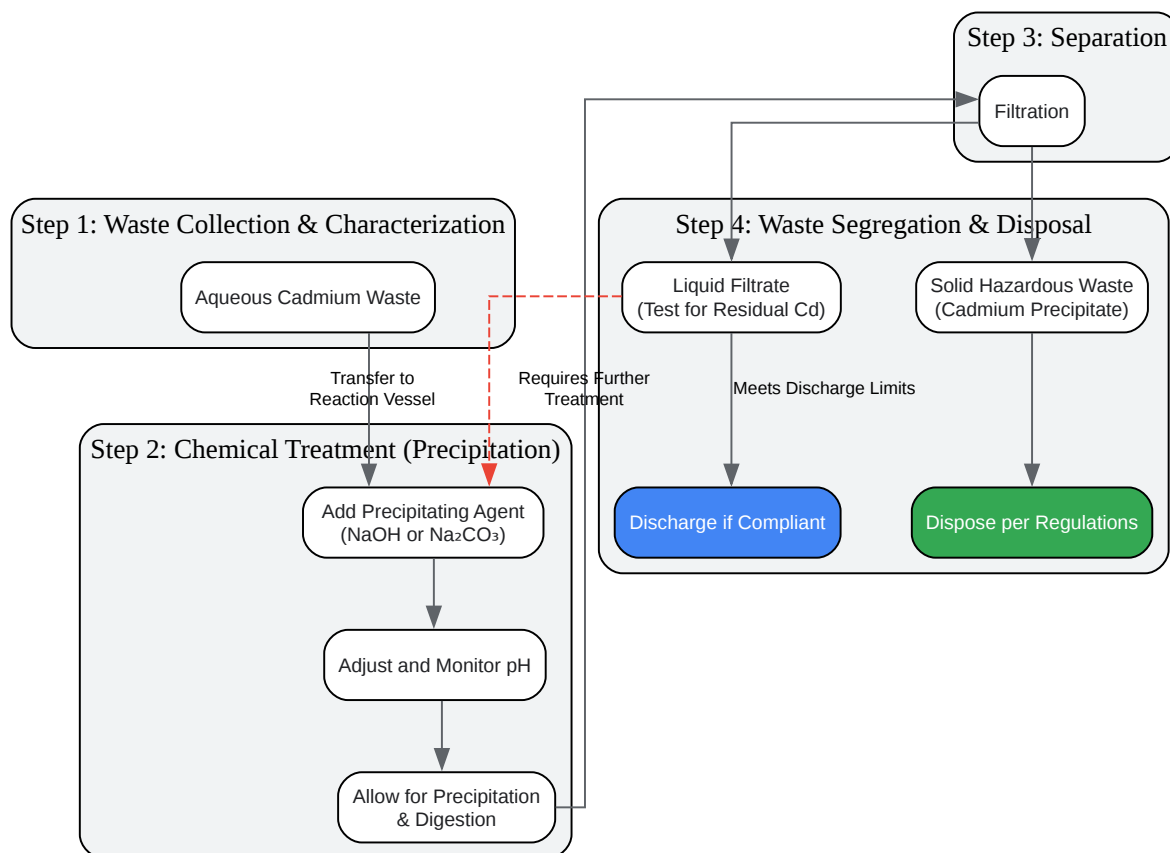 Step 3: Separation
Filtration
Step 1: Waste Collection & Characterization
Aqueous Cadmium Waste
Step 4: Waste Segregation & Disposal
Liquid Filtrate
(Test for Residual Cd)
Solid Hazardous Waste
(Cadmium Precipitate)
Transfer to
Reaction Vessel
Requires Further
Treatment
Meets Discharge Limits
Step 2: Chemical Treatment (Precipitation)
Add Precipitating Agent
(NaOH or Na₂CO₃)
Discharge if Compliant
Dispose per Regulations
Adjust and Monitor pH
Allow for Precipitation
& Digestion